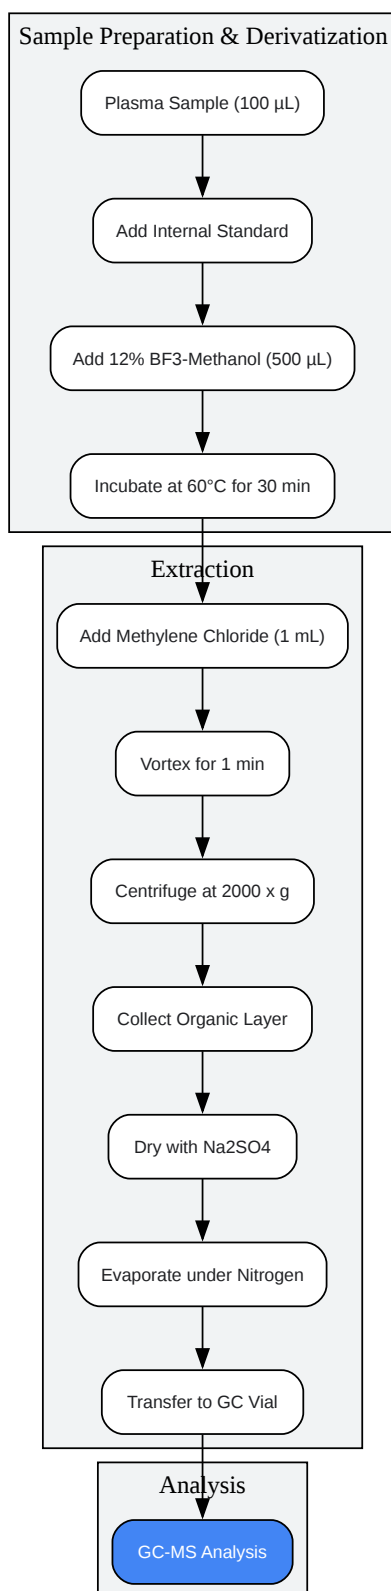 Sample Preparation & Derivatization
Plasma Sample (100 µL)
Add Internal Standard
Add 12% BF3-Methanol (500 µL)
Incubate at 60°C for 30 min
Extraction
Add Methylene Chloride (1 mL)
Vortex for 1 min
Centrifuge at 2000 x g
Collect Organic Layer
Dry with Na2SO4
Evaporate under Nitrogen
Transfer to GC Vial
Analysis
GC-MS Analysis